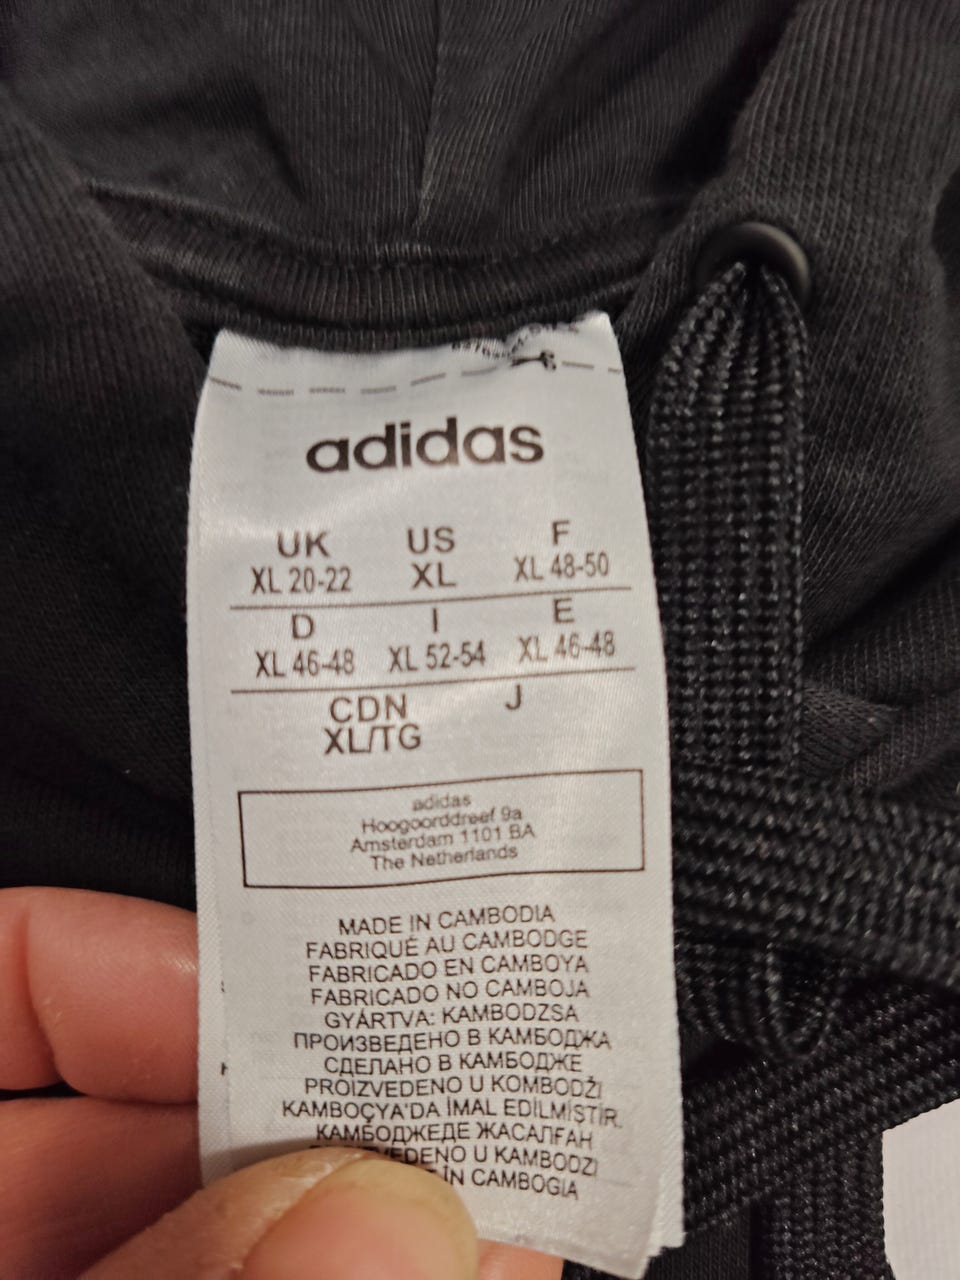 adidas
UK US F
XL 20-22 XL XL 48-50
D I E
XL 46-48 XL 52-54 XL 46-48
CDN J
XL/TG
adidas
Hoogoorddreef 9a
Amsterdam 1101 BA
The Netherlands
MADE IN CAMBODIA
FABRIQUÉ AU CAMBODGE
FABRICADO EN CAMBOYA
FABRICADO NO CAMBOJA
GYÁRTVA: KAMBODZSA
ПРОИЗВЕДЕНО В КАМБОДЖА
СДЕЛАНО В КАМБОДЖЕ
PROIZVEDENO U KOMBODŽI
KAMBOÇYA'DA İMAL EDİLMİŞTİR.
КАМБОДЖЕДЕ ЖАСАЛҒАН
U KAMBODZI
ÎN CAMBOGIA